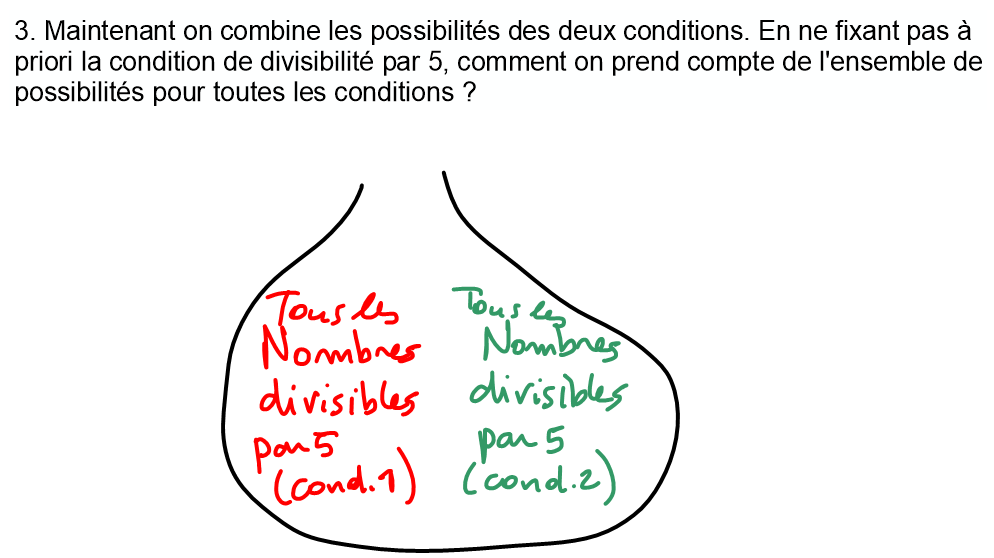 3. Maintenant on combine les possibilités des deux conditions. En ne fixant pas à
priori la condition de divisibilité par 5, comment on prend compte de l'ensemble de
possibilités pour toutes les conditions ?
Tous les
Nombres
divisibles
par 5
(cond.1)
Tous les
Nombres
divisibles
par 5
(cond.2)